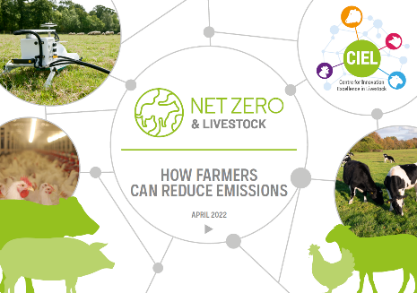 CIEL
Centre for Innovation
Excellence in Livestock
NET ZERO
& LIVESTOCK
HOW FARMERS
CAN REDUCE EMISSIONS
APRIL 2022